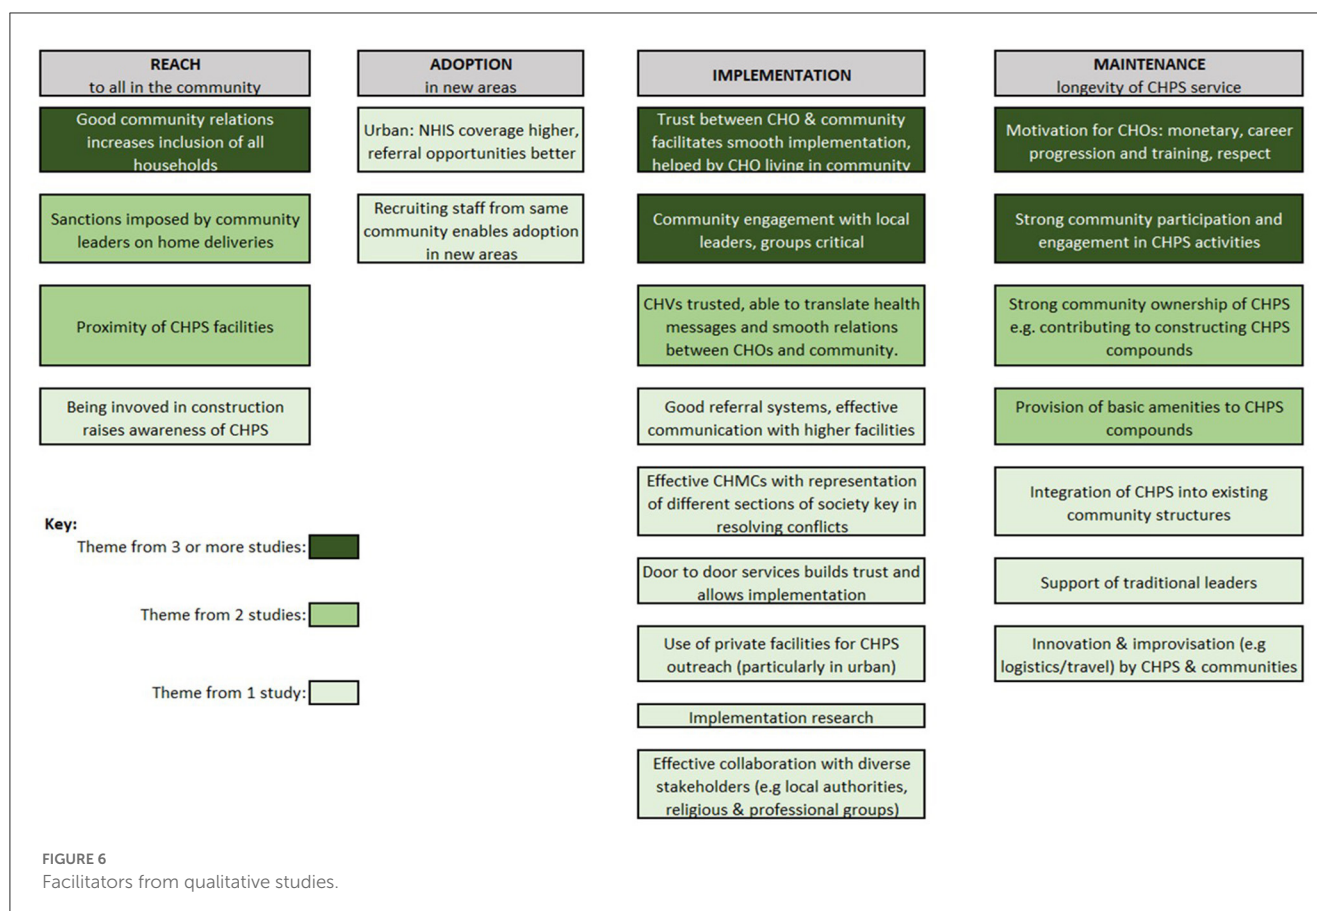 REACH
to all in the community
Good community relations
increases inclusion of all
households
Sanctions imposed by community
leaders on home deliveries
Proximity of CHPS facilities
Being invoved in construction
raises awareness of CHPS
ADOPTION
in new areas
Urban: NHIS coverage higher,
referral opportunities better
Recruiting staff from same
community enables adoption
in new areas
IMPLEMENTATION
Trust between CHO & community
facilitates smooth implementation,
helped by CHO living in community
Community engagement with local
leaders, groups critical
CHVs trusted, able to translate health
messages and smooth relations
between CHOs and community.
Good referral systems, effective
communication with higher facilities
Effective CHMCs with representation
of different sections of society key in
resolving conflicts
Door to door services builds trust and
allows implementation
Use of private facilities for CHPS
outreach (particularly in urban)
Implementation research
Effective collaboration with diverse
stakeholders (e.g local authorities,
religious & professional groups)
MAINTENANCE
longevity of CHPS service
Motivation for CHOs: monetary, career
progression and training, respect
Strong community participation and
engagement in CHPS activities
Strong community ownership of CHPS
e.g. contributing to constructing CHPS
compounds
Provision of basic amenities to CHPS
compounds
Integration of CHPS into existing
community structures
Support of traditional leaders
Innovation & improvisation (e.g
logistics/travel) by CHPS & communities
Key:
Theme from 3 or more studies:
Theme from 2 studies:
Theme from 1 study:
FIGURE 6
Facilitators from qualitative studies.